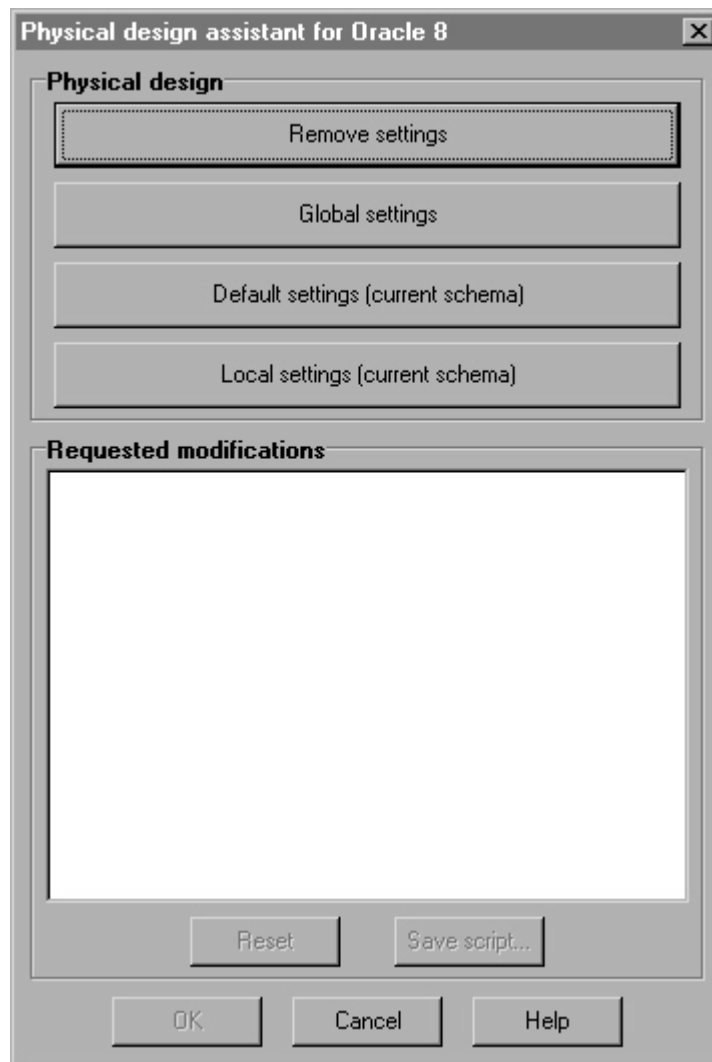 Physical design assistant for Oracle 8
Physical design
Remove settings
Global settings
Default settings (current schema)
Local settings (current schema)
Requested modifications
Reset
Save script...
OK
Cancel
Help